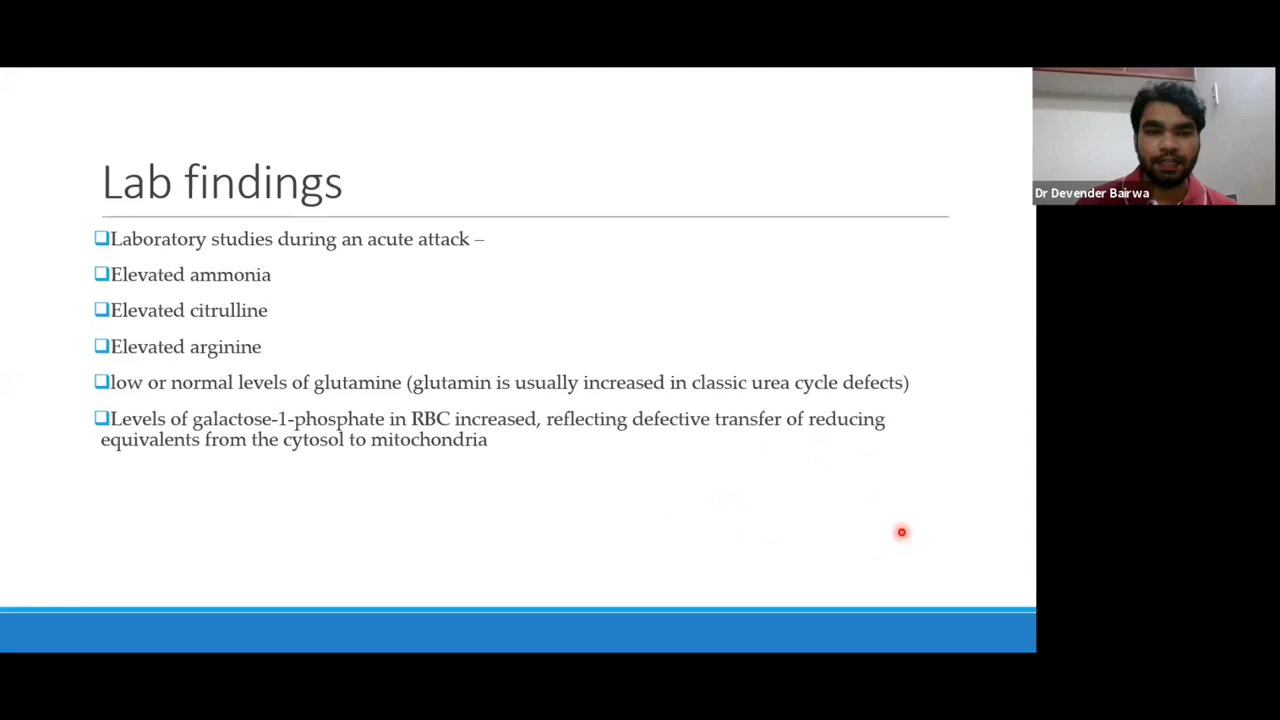 Lab findings
Laboratory studies during an acute attack –
Elevated ammonia
Elevated citrulline
Elevated arginine
low or normal levels of glutamine (glutamin is usually increased in classic urea cycle defects)
Levels of galactose-1-phosphate in RBC increased, reflecting defective transfer of reducing
equivalents from the cytosol to mitochondria
Dr Devender Bairwa